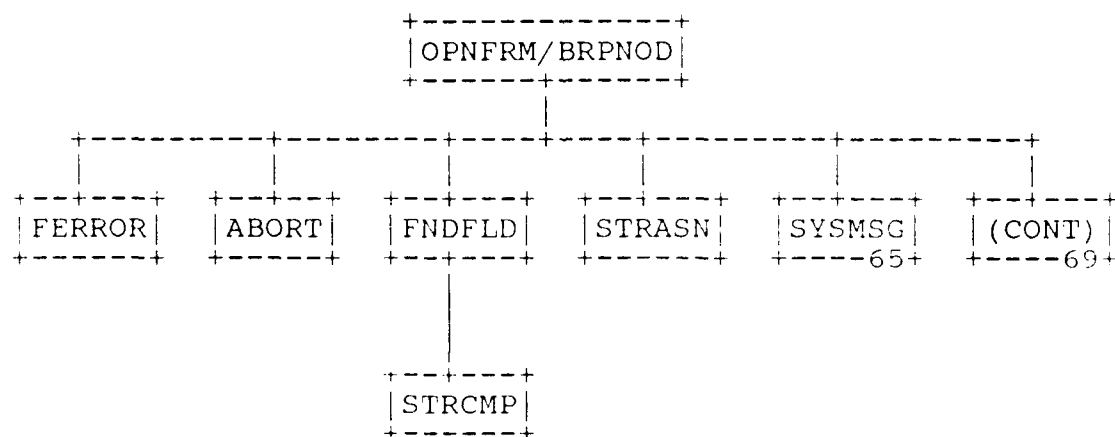 OPNFRM/BRPNOD
FERROR ABORT FNDFLD STRASN SYSMSG (CONT)
65 69
STRCMP